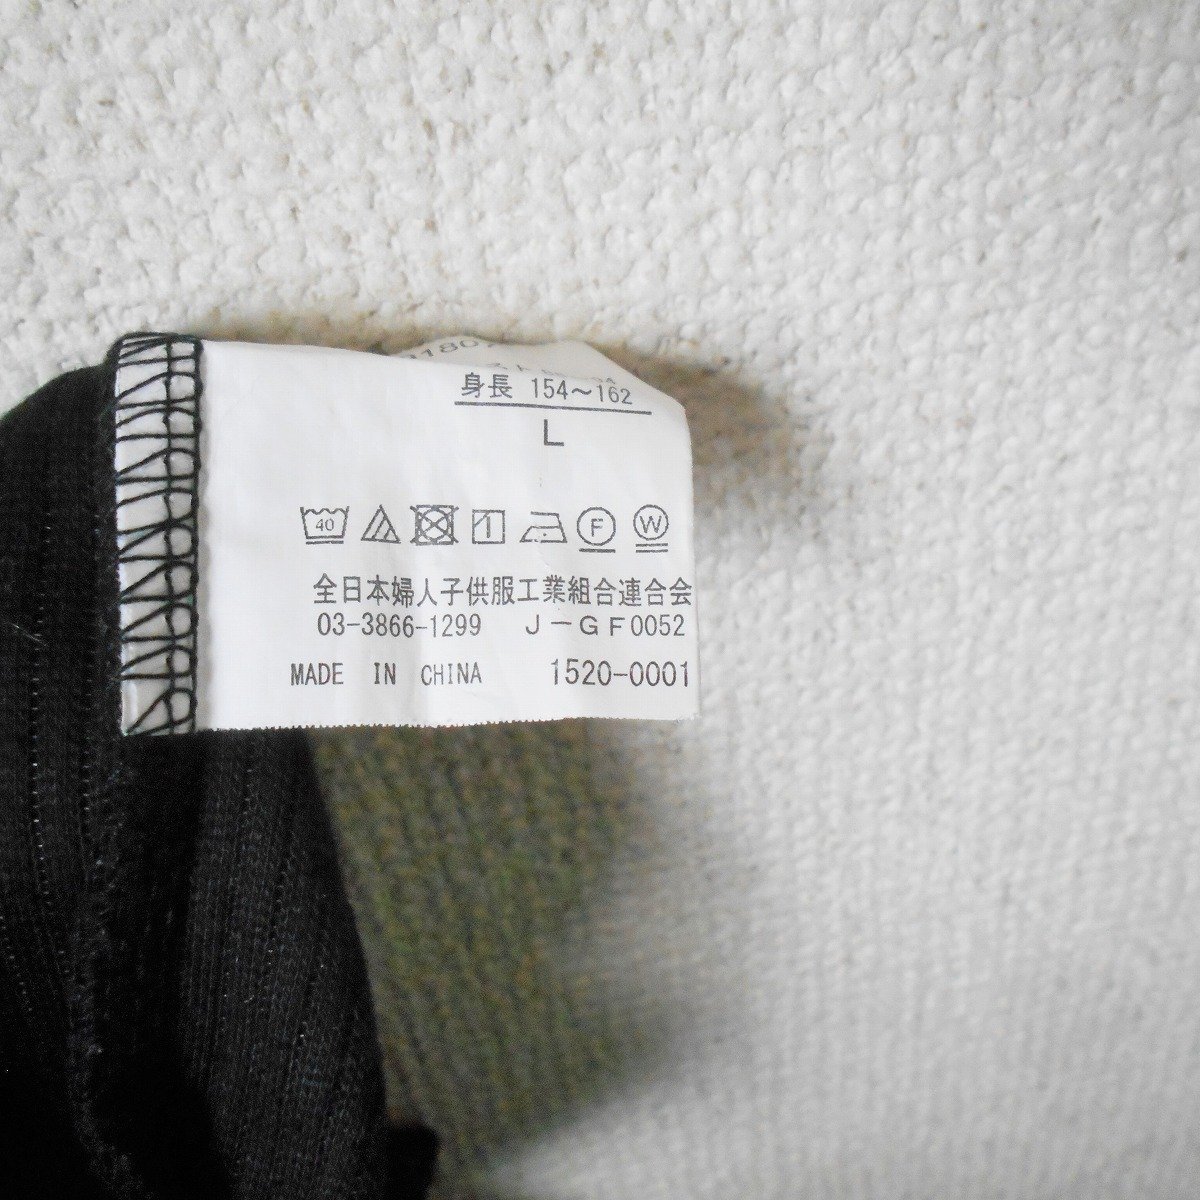 身長 154～162
L
40 1 F W
全日本婦人子供服工業組合連合会
03-3866-1299 J－GF0052
MADE IN CHINA 1520-0001